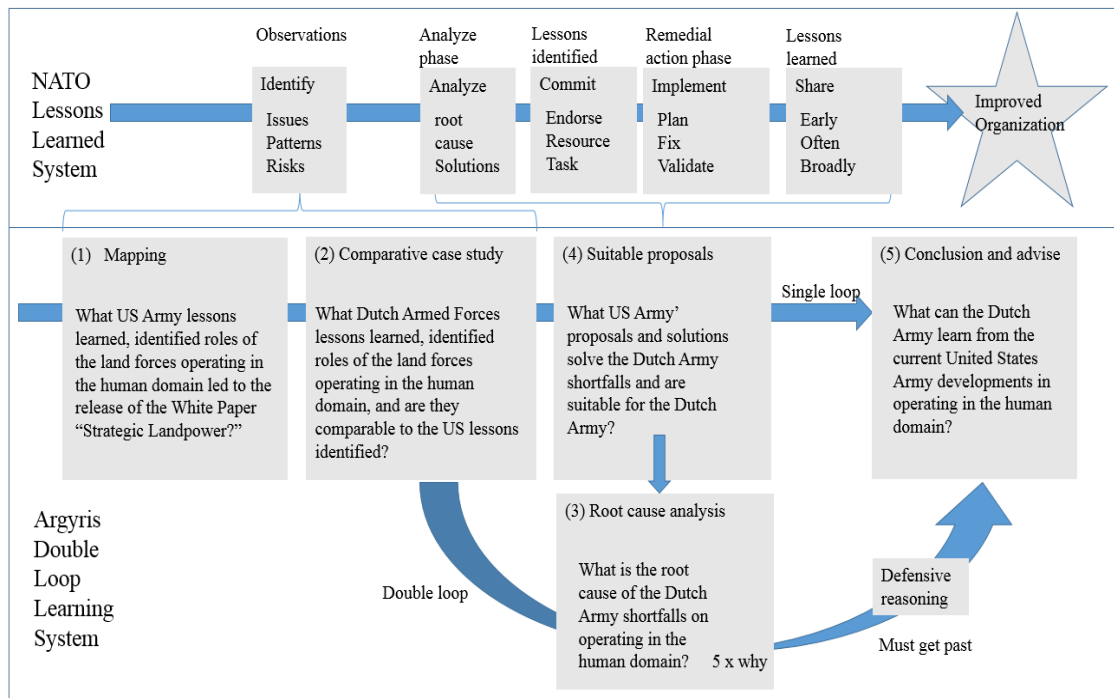 NATO
Lessons
Learned
System
Observations
Identify
Issues
Patterns
Risks
Analyze
phase
Analyze
root
cause
Solutions
Lessons
identified
Commit
Endorse
Resource
Task
Remedial
action phase
Implement
Plan
Fix
Validate
Lessons
learned
Share
Early
Often
Broadly
Improved
Organization
(1) Mapping
What US Army lessons
learned, identified roles of
the land forces operating in
the human domain led to the
release of the White Paper
“Strategic Landpower?”
(2) Comparative case study
What Dutch Armed Forces
lessons learned, identified
roles of the land forces
operating in the human
domain, and are they
comparable to the US lessons
identified?
(4) Suitable proposals
What US Army’
proposals and solutions
solve the Dutch Army
shortfalls and are
suitable for the Dutch
Army?
Single loop
(5) Conclusion and advise
What can the Dutch
Army learn from the
current United States
Army developments in
operating in the human
domain?
Argyris
Double
Loop
Learning
System
Double loop
(3) Root cause analysis
What is the root
cause of the Dutch
Army shortfalls on
operating in the
human domain? 5 x why
Defensive
reasoning
Must get past